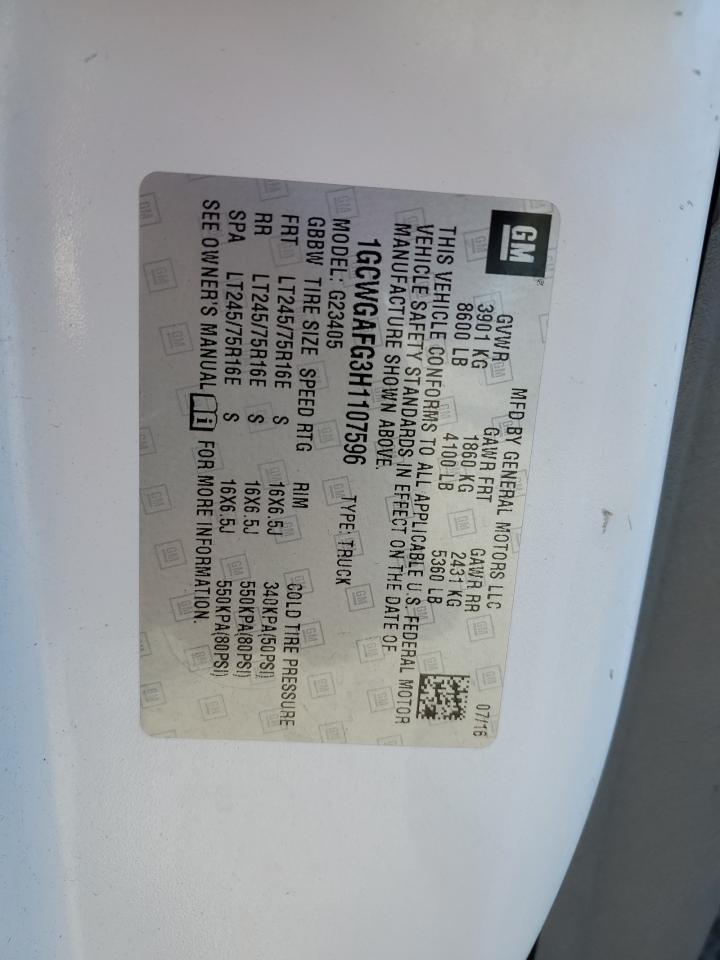 GM
MFD BY GENERAL MOTORS LLC 07/16
GVWR GAWR FRT GAWR RR
3901 KG 1860 KG 2431 KG
8600 LB 4100 LB 5360 LB
THIS VEHICLE CONFORMS TO ALL APPLICABLE U.S. FEDERAL MOTOR
VEHICLE SAFETY STANDARDS IN EFFECT ON THE DATE OF
MANUFACTURE SHOWN ABOVE.
1GCWGAFG3H1107596 TYPE: TRUCK
MODEL: G23405
GBBW TIRE SIZE SPEED RTG RIM COLD TIRE PRESSURE
FRT LT245/75R16E S 16X6.5J 340KPA(50PSI)
RR LT245/75R16E S 16X6.5J 550KPA(80PSI)
SPA LT245/75R16E S 16X6.5J 550KPA(80PSI)
SEE OWNER'S MANUAL FOR MORE INFORMATION.